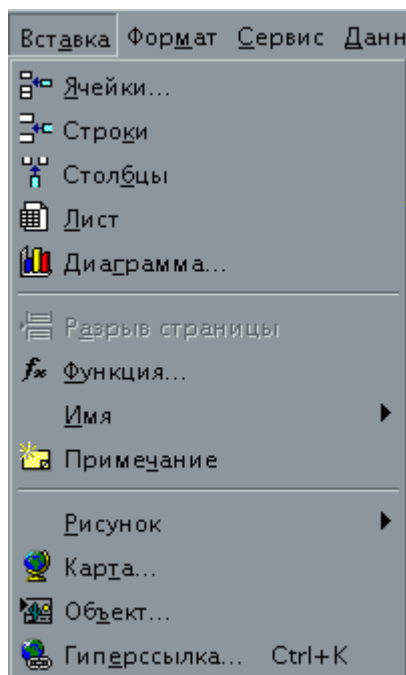 Вставка Формат Сервис Данн
Ячейки...
Строки
Столбцы
Лист
Диаграмма...
Разрыв страницы
fx Функция...
Имя
Примечание
Рисунок
Карта...
Объект...
Гиперссылка... Ctrl+K